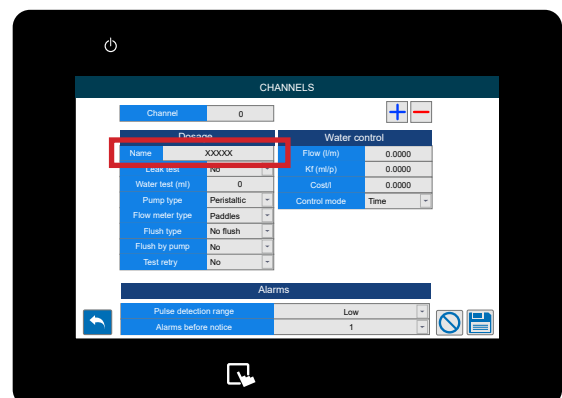 CHANNELS
Channel 0
Dosage Water control
Name XXXXX Flow (l/m) 0.0000
Leak test No Kf (ml/p) 0.0000
Water test (ml) 0 Cost/l 0.0000
Pump type Peristaltic Control mode Time
Flow meter type Paddles
Flush type No flush
Flush by pump No
Test retry No
Alarms
Pulse detection range Low
Alarms before notice 1